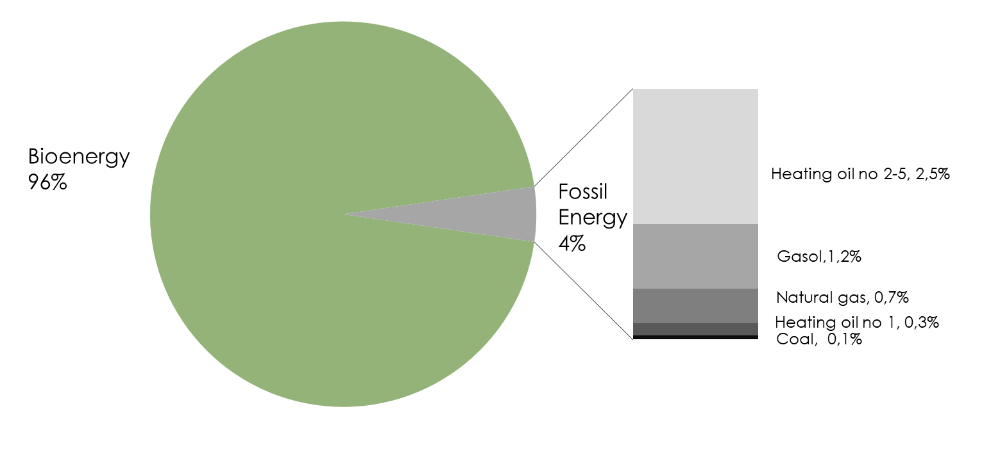 Bioenergy
96%
Fossil
Energy
4%
Heating oil no 2-5, 2,5%
Gasol,1,2%
Natural gas, 0,7%
Heating oil no 1, 0,3%
Coal,  0,1%